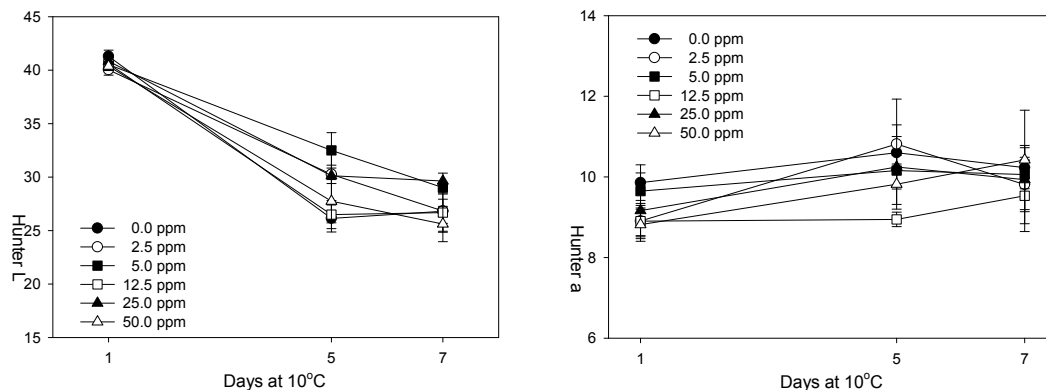 45
40
35
30
25
20
15
Hunter L
0.0 ppm
2.5 ppm
5.0 ppm
12.5 ppm
25.0 ppm
50.0 ppm
1
5
7
Days at 10°C
14
12
10
8
6
Hunter a
0.0 ppm
2.5 ppm
5.0 ppm
12.5 ppm
25.0 ppm
50.0 ppm
1
5
7
Days at 10°C